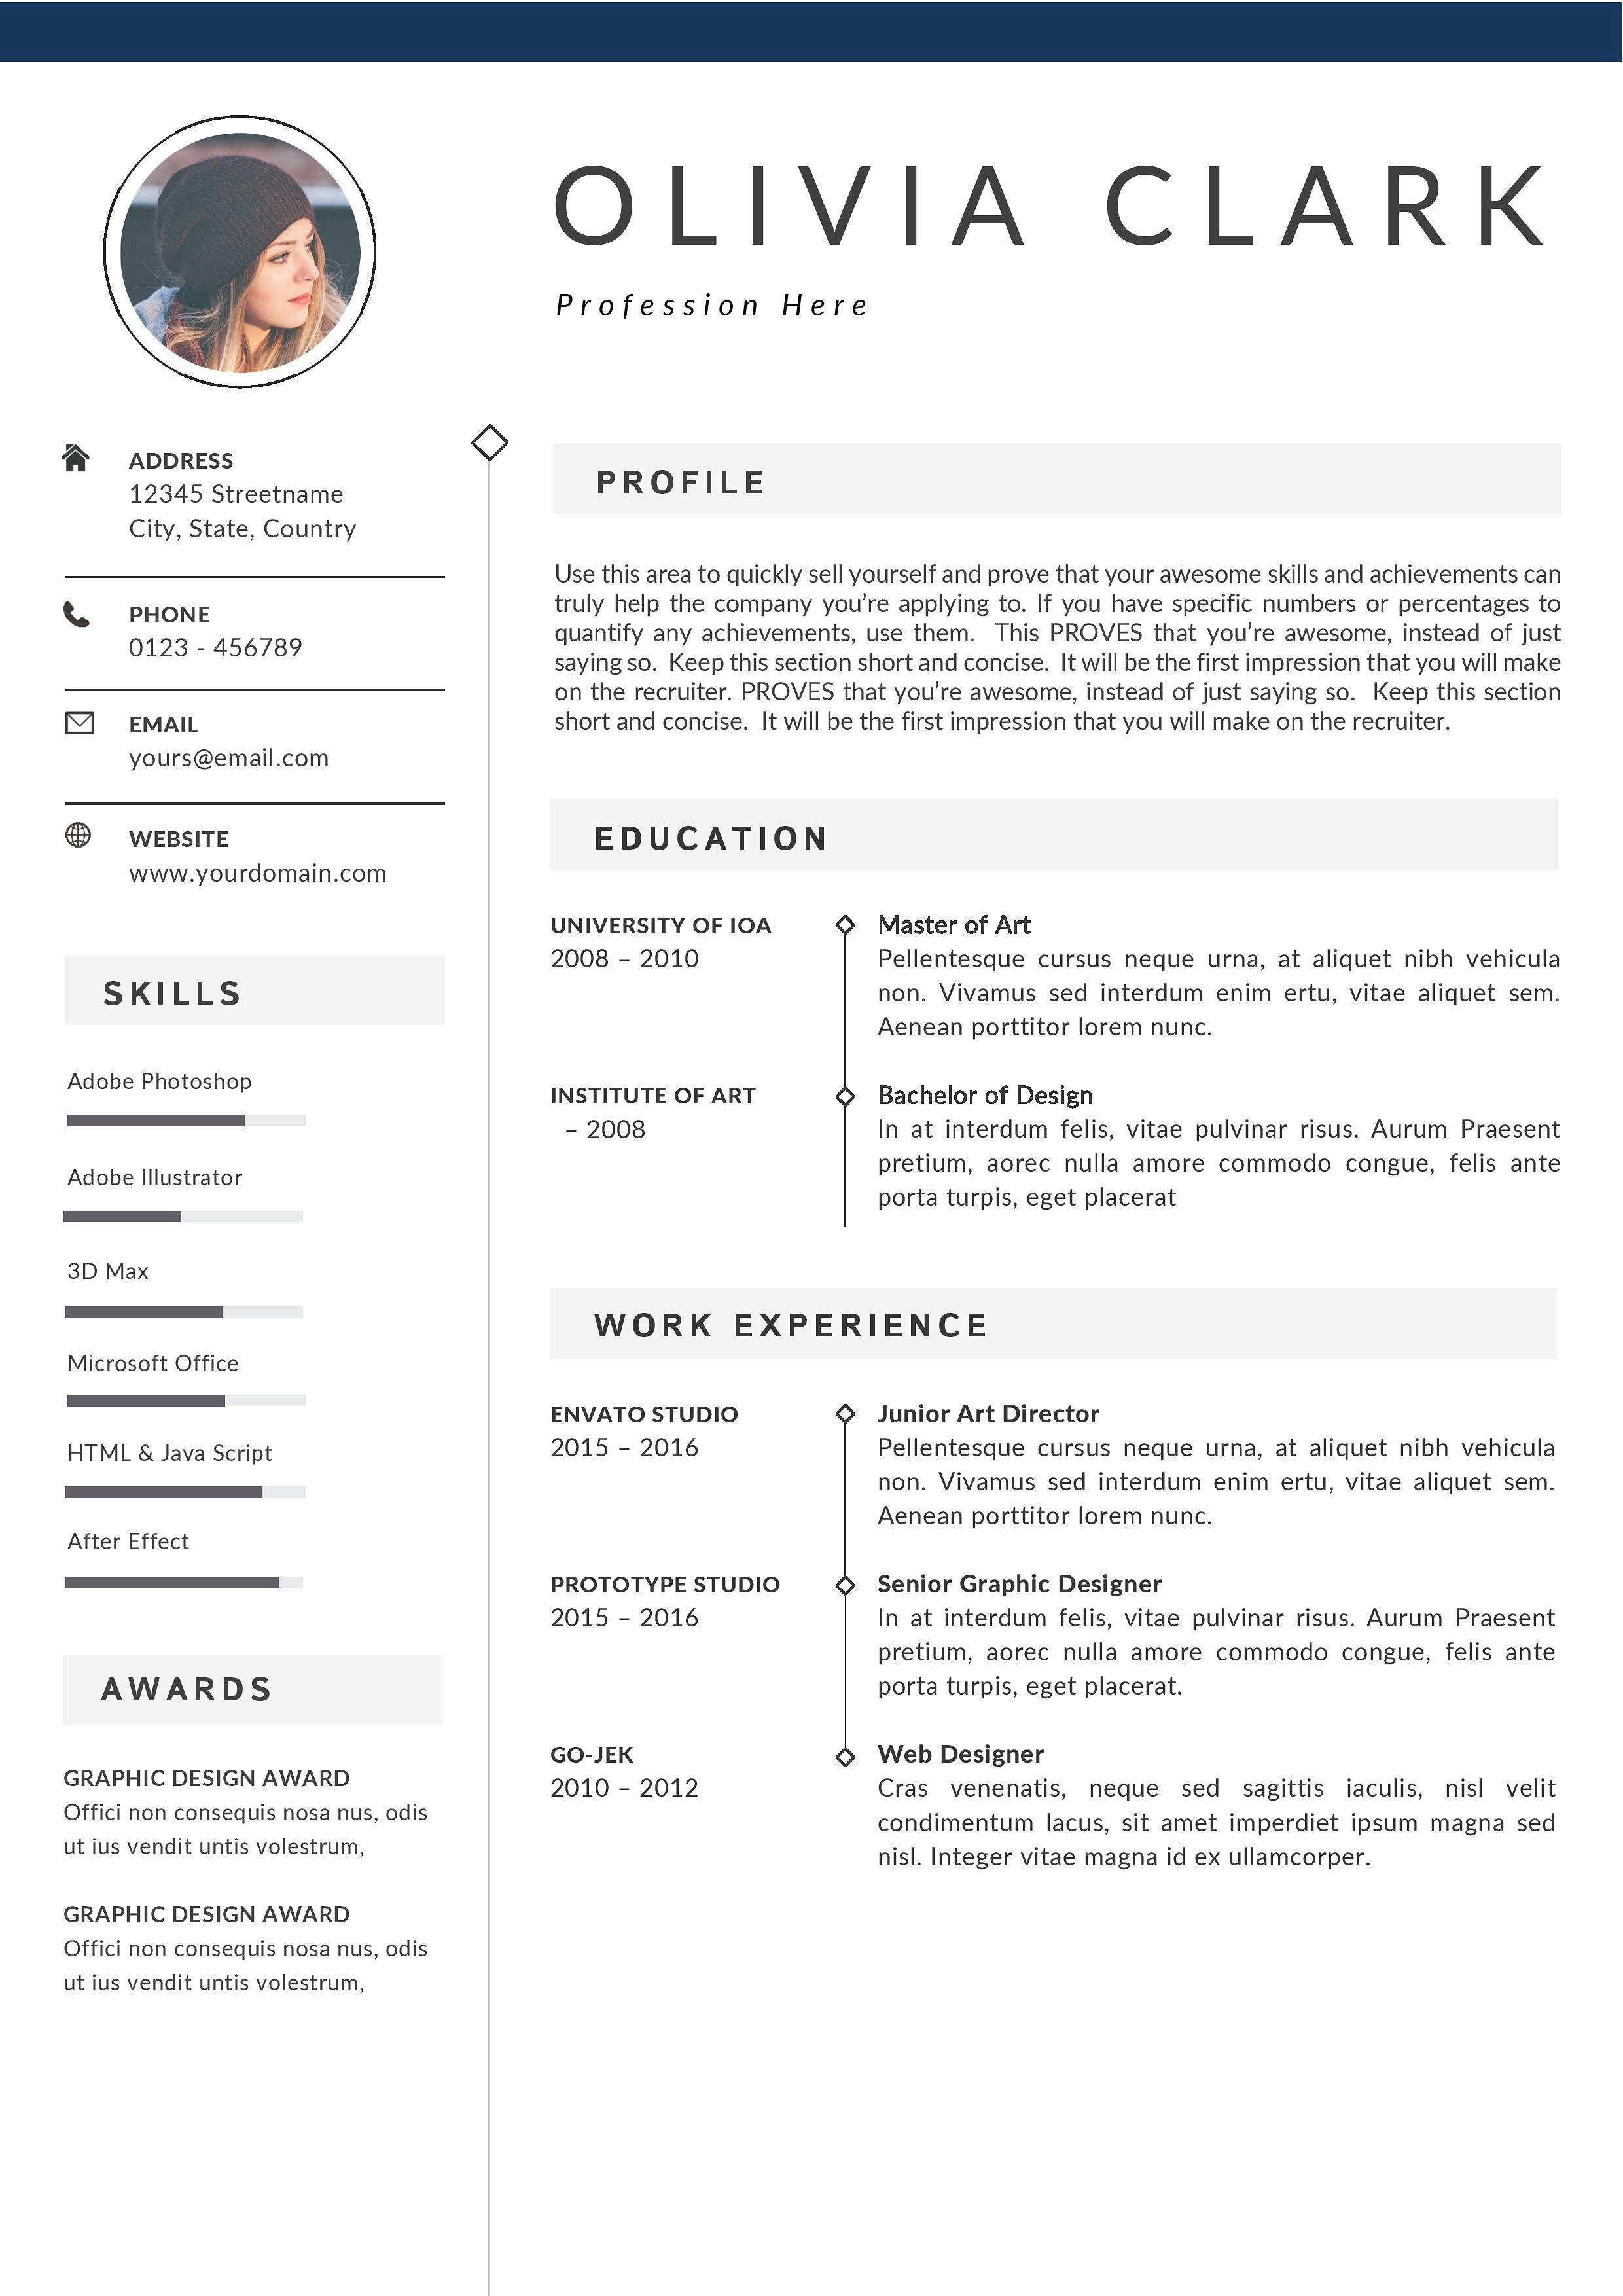 OLIVIA CLARK
Profession Here
ADDRESS
12345 Streetname
City, State, Country
PHONE
0123 - 456789
EMAIL
yours@email.com
WEBSITE
www.yourdomain.com
SKILLS
Adobe Photoshop
Adobe Illustrator
3D Max
Microsoft Office
HTML & Java Script
After Effect
AWARDS
GRAPHIC DESIGN AWARD
Offici non consequis nosa nus, odis
ut ius vendit untis volestrum,
GRAPHIC DESIGN AWARD
Offici non consequis nosa nus, odis
ut ius vendit untis volestrum,
PROFILE
Use this area to quickly sell yourself and prove that your awesome skills and achievements can
truly help the company you’re applying to. If you have specific numbers or percentages to
quantify any achievements, use them. This PROVES that you’re awesome, instead of just
saying so. Keep this section short and concise. It will be the first impression that you will make
on the recruiter. PROVES that you’re awesome, instead of just saying so. Keep this section
short and concise. It will be the first impression that you will make on the recruiter.
EDUCATION
UNIVERSITY OF IOA
2008 – 2010
Master of Art
Pellentesque cursus neque urna, at aliquet nibh vehicula
non. Vivamus sed interdum enim ertu, vitae aliquet sem.
Aenean porttitor lorem nunc.
INSTITUTE OF ART
– 2008
Bachelor of Design
In at interdum felis, vitae pulvinar risus. Aurum Praesent
pretium, aorec nulla amore commodo congue, felis ante
porta turpis, eget placerat
WORK EXPERIENCE
ENVATO STUDIO
2015 – 2016
Junior Art Director
Pellentesque cursus neque urna, at aliquet nibh vehicula
non. Vivamus sed interdum enim ertu, vitae aliquet sem.
Aenean porttitor lorem nunc.
PROTOTYPE STUDIO
2015 – 2016
Senior Graphic Designer
In at interdum felis, vitae pulvinar risus. Aurum Praesent
pretium, aorec nulla amore commodo congue, felis ante
porta turpis, eget placerat.
GO-JEK
2010 – 2012
Web Designer
Cras venenatis, neque sed sagittis iaculis, nisl velit
condimentum lacus, sit amet imperdiet ipsum magna sed
nisl. Integer vitae magna id ex ullamcorper.